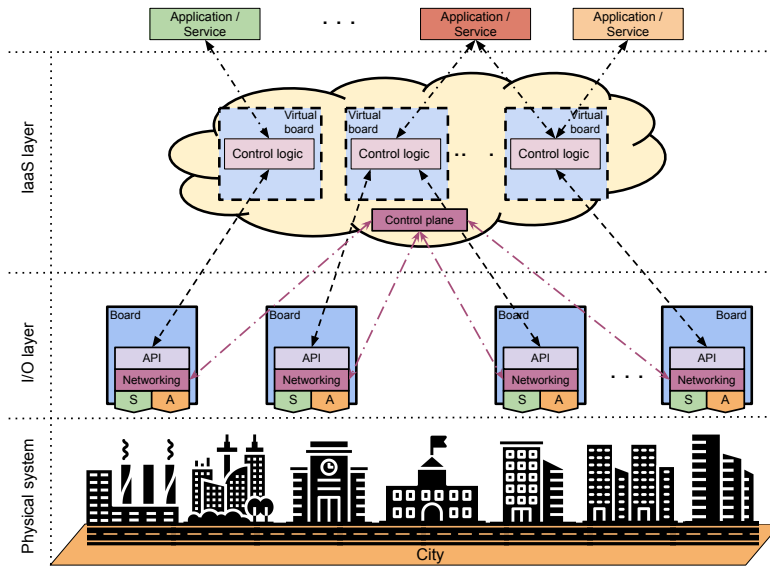 Application /
Service
. . .
Application /
Service
Application /
Service
IaaS layer
Virtual
board
Control logic
Virtual
board
Control logic
.. .
Virtual
board
Control logic
Control plane
I/O layer
Board
API
Networking
S A
Board
API
Networking
S A
Board
API
Networking
S A
. . .
Board
API
Networking
S A
Physical system
City